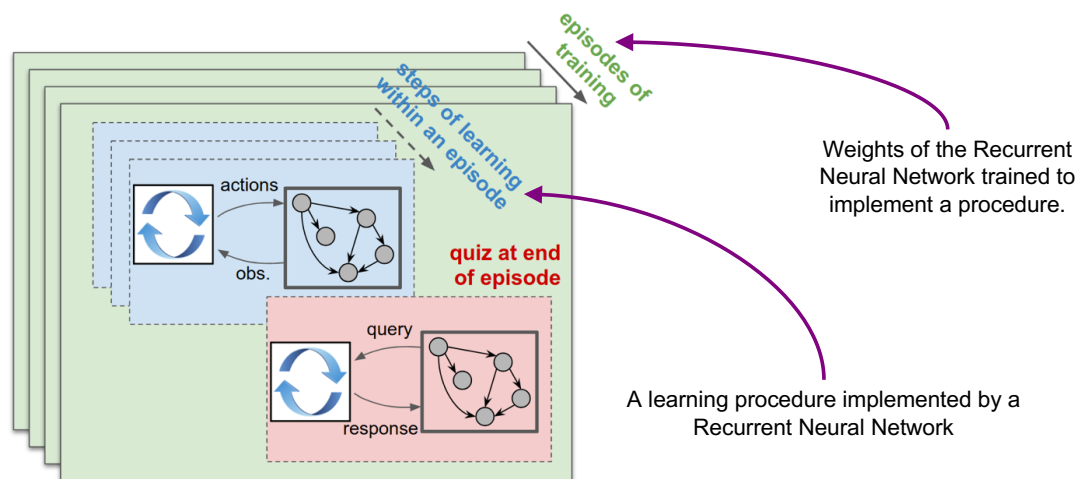 episodes of
training
steps of learning
within an episode
Weights of the Recurrent
Neural Network trained to
implement a procedure.
actions
obs.
quiz at end
of episode
query
response
A learning procedure implemented by a
Recurrent Neural Network